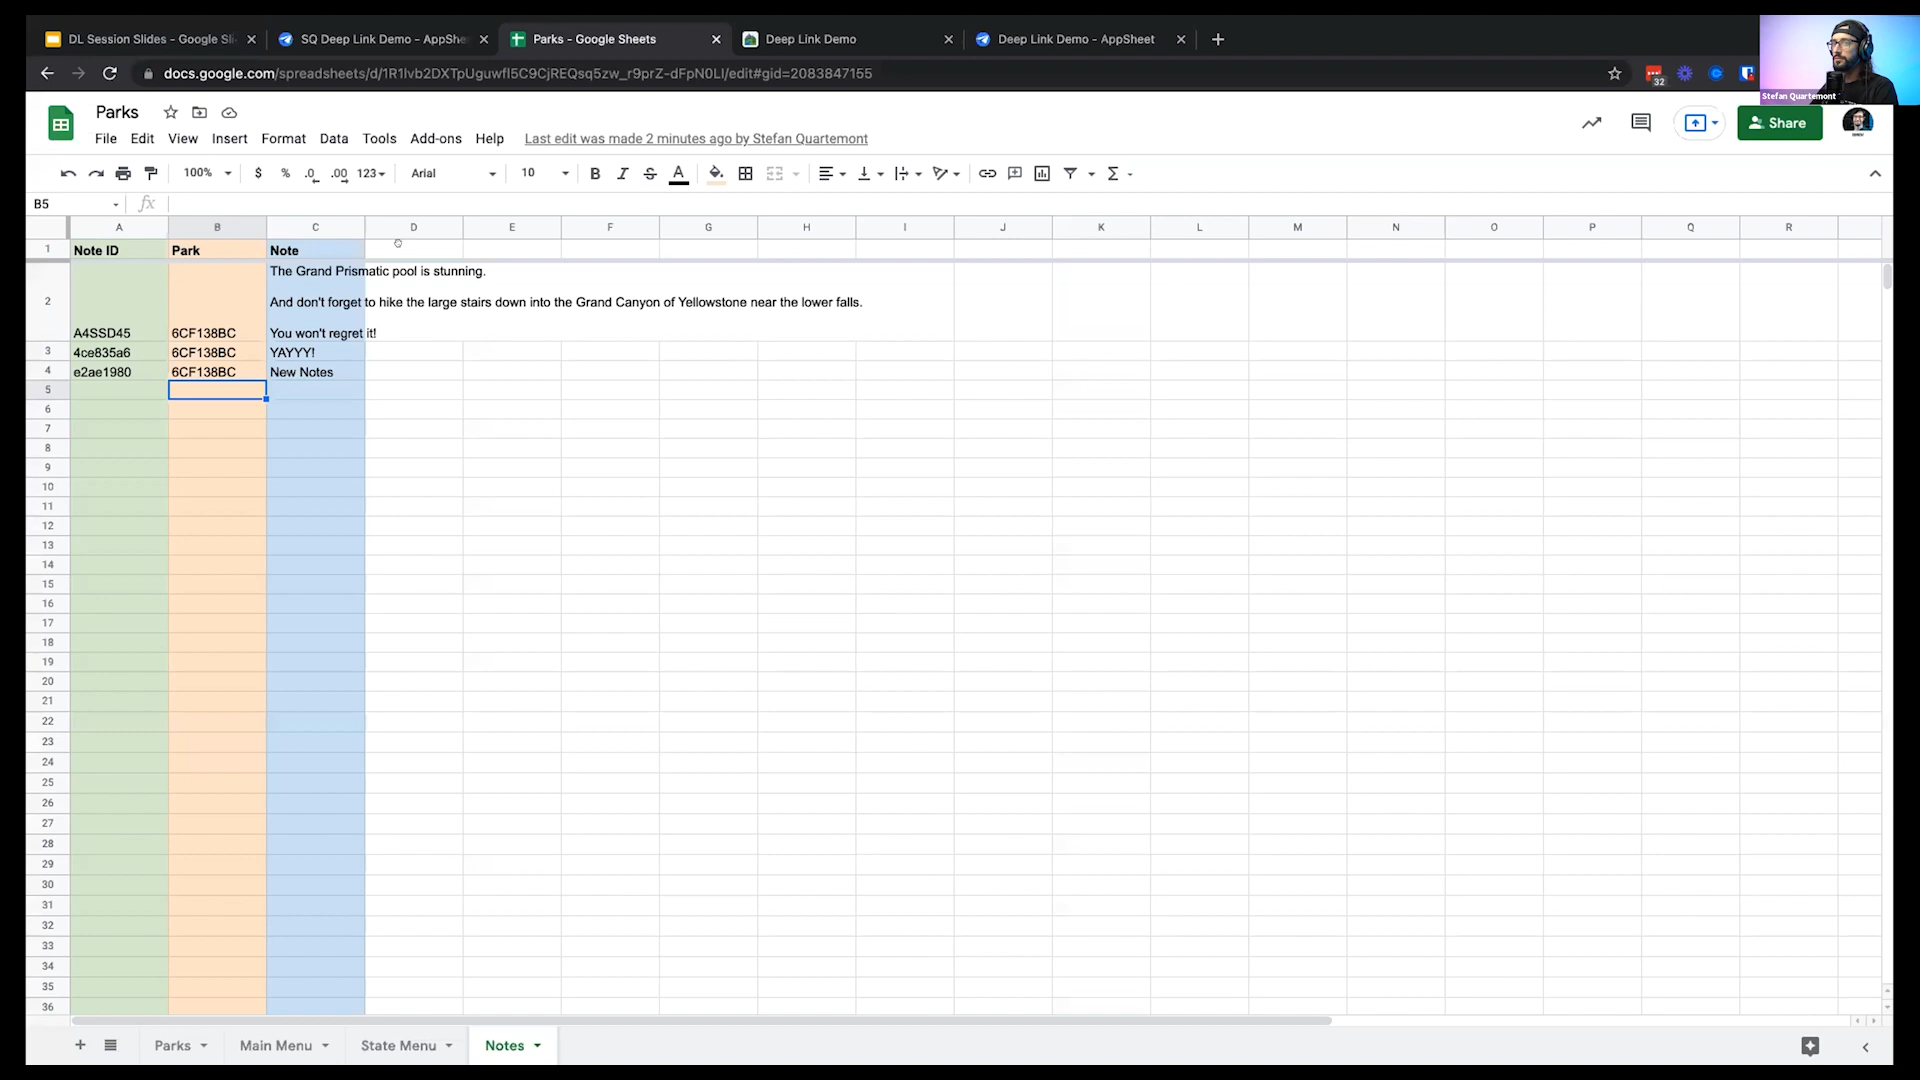 DL Session Slides - Google Sli
SQ Deep Link Demo - AppShe
Parks - Google Sheets
Deep Link Demo
Deep Link Demo - AppSheet
docs.google.com/spreadsheets/d/1R1lvb2DXTpUguwfI5C9CjREQsq5zw_r9prZ-dFpN0LI/edit#gid=2083847155
32
Stefan Quartemont
Parks
File Edit View Insert Format Data Tools Add-ons Help Last edit was made 2 minutes ago by Stefan Quartemont
Share
100% $ % .0 .00 123 Arial 10 B I S A
B5 fx
A B C D E F G H I J K L M N O P Q R
1 Note ID Park Note
The Grand Prismatic pool is stunning.
2 And don't forget to hike the large stairs down into the Grand Canyon of Yellowstone near the lower falls.
A4SSD45 6CF138BC You won't regret it!
3 4ce835a6 6CF138BC YAYYY!
4 e2ae1980 6CF138BC New Notes
5
6
7
8
9
10
11
12
13
14
15
16
17
18
19
20
21
22
23
24
25
26
27
28
29
30
31
32
33
34
35
36
Parks Main Menu State Menu Notes